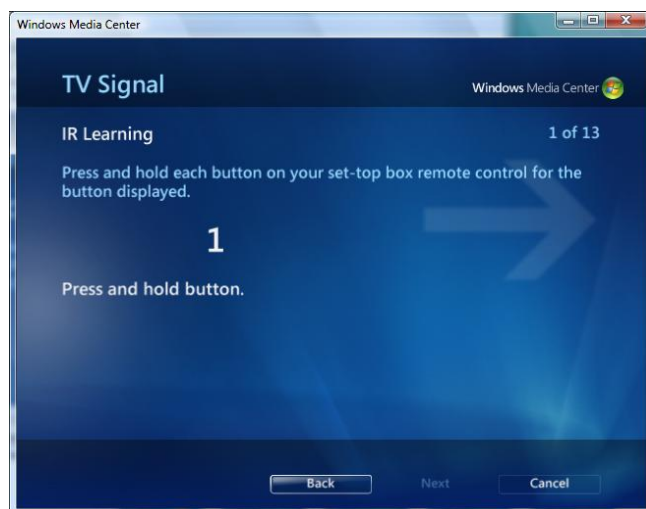 Windows Media Center
TV Signal
Windows Media Center
IR Learning
1 of 13
Press and hold each button on your set-top box remote control for the
button displayed.
1
Press and hold button.
Back Next Cancel